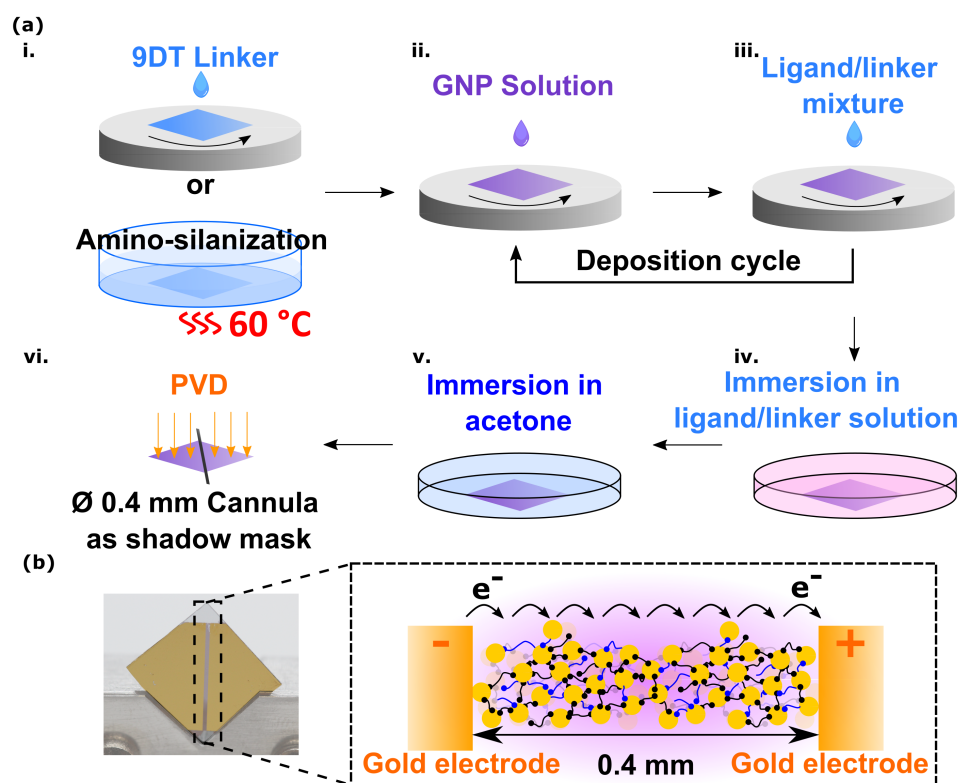 (a)
i.
9DT Linker
or
Amino-silanization
60 °C
ii.
GNP Solution
iii.
Ligand/linker
mixture
Deposition cycle
iv.
Immersion in
ligand/linker solution
v.
Immersion in
acetone
vi.
PVD
Ø 0.4 mm Cannula
as shadow mask
(b)
e-
e-
-
+
Gold electrode
0.4 mm
Gold electrode